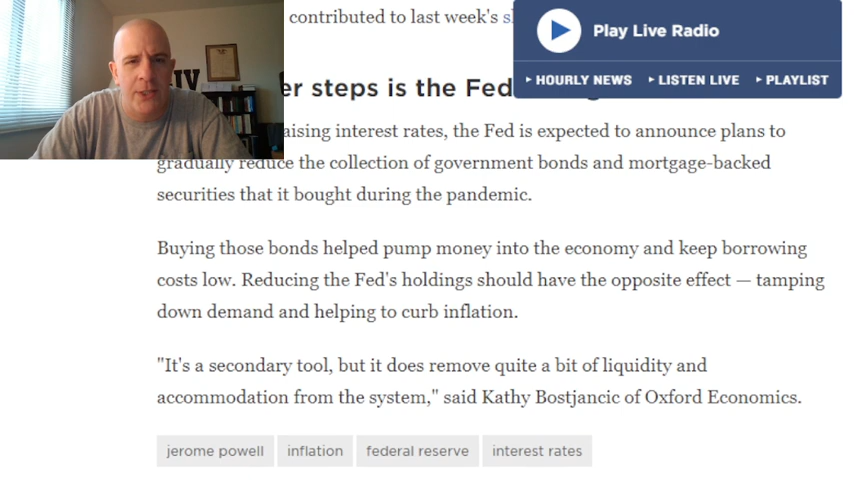 contributed to last week's
Play Live Radio
HOURLY NEWS LISTEN LIVE PLAYLIST
steps is the Fed
aising interest rates, the Fed is expected to announce plans to
gradually reduce the collection of government bonds and mortgage-backed
securities that it bought during the pandemic.
Buying those bonds helped pump money into the economy and keep borrowing
costs low. Reducing the Fed's holdings should have the opposite effect — tamping
down demand and helping to curb inflation.
"It's a secondary tool, but it does remove quite a bit of liquidity and
accommodation from the system," said Kathy Bostjancic of Oxford Economics.
jerome powell inflation federal reserve interest rates